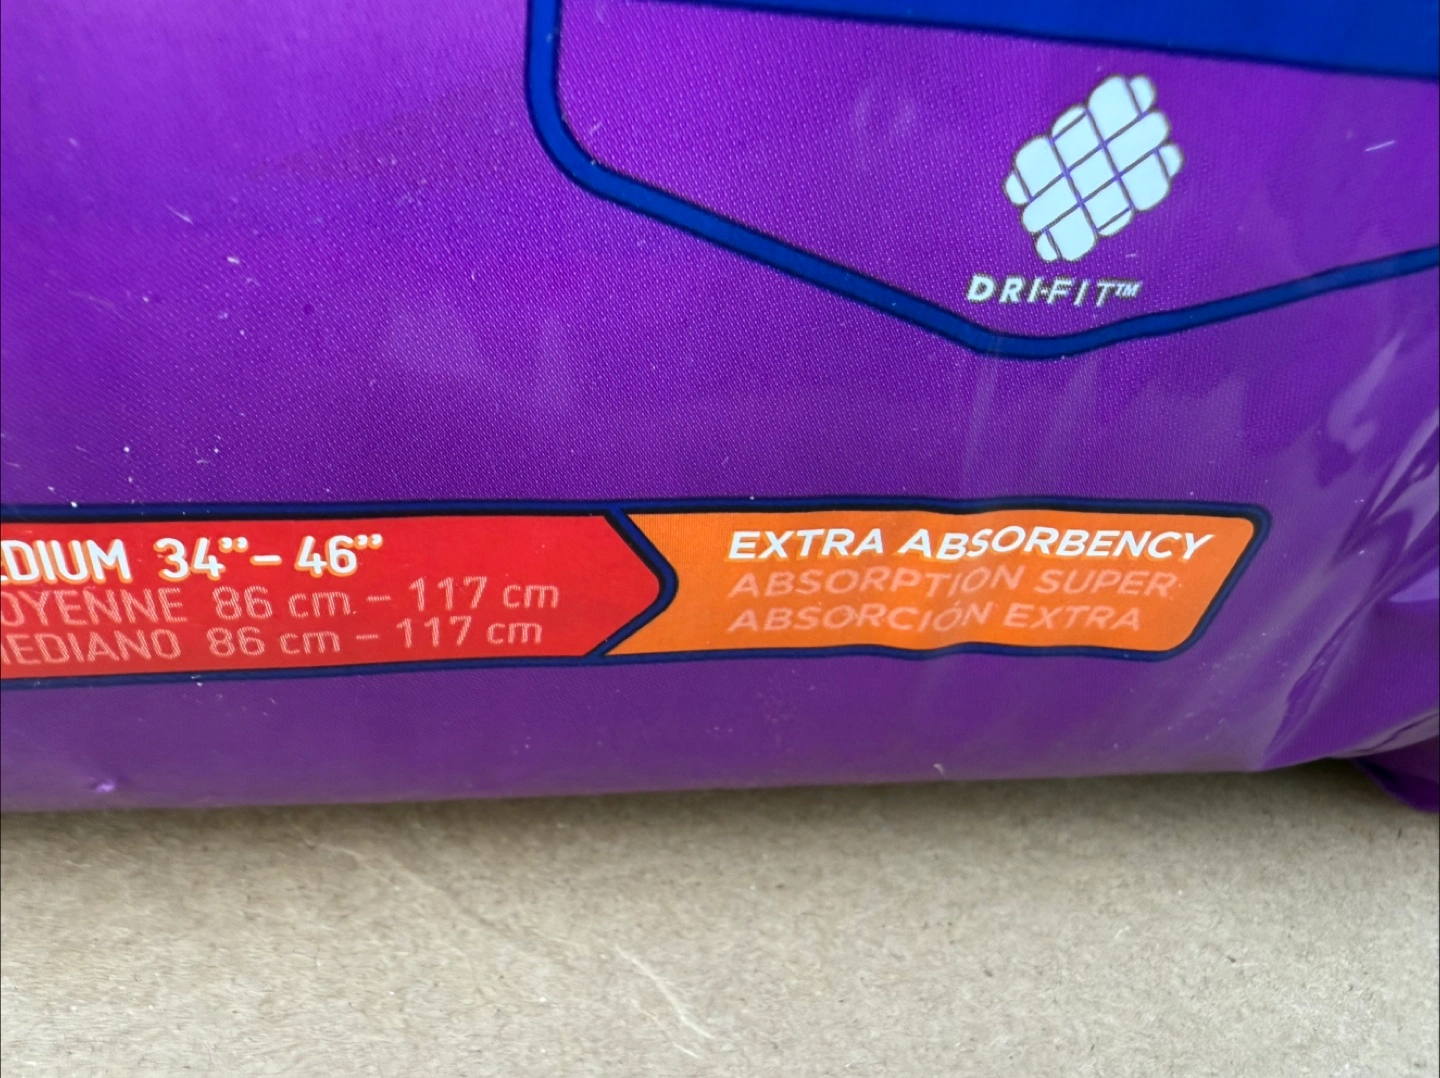 DRI-FIT™
EDIUM 34”– 46”
OYENNE 86 cm – 117 cm
EDIANO 86 cm – 117 cm
EXTRA ABSORBENCY
ABSORPTION SUPER
ABSORCIÓN EXTRA